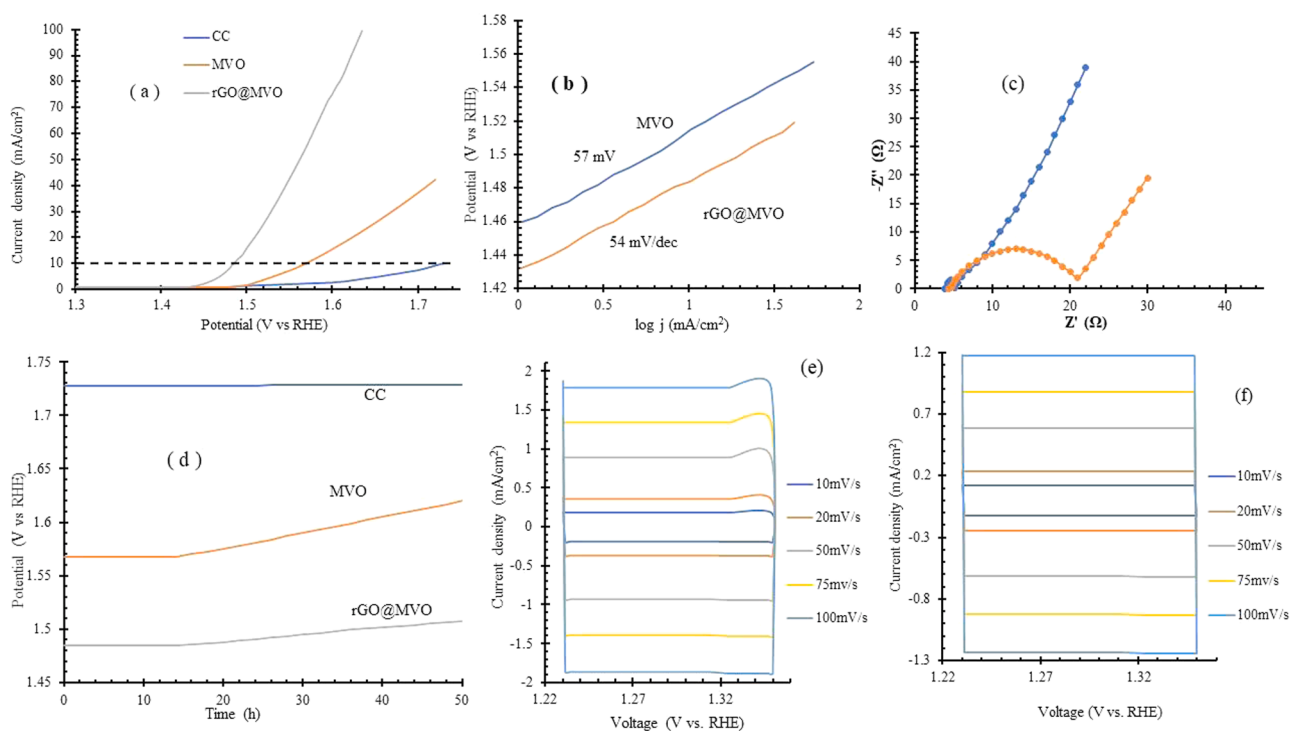 100
90
80
70
60
50
40
30
20
10
0
1.3
1.4
1.5
1.6
1.7
Current density (mA/cm²)
Potential (V vs RHE)
CC
MVO
rGO@MVO
( a )
1.58
1.56
1.54
1.52
1.50
1.48
1.46
1.44
1.42
0
0.5
1
1.5
2
Potential (V vs RHE)
log j (mA/cm²)
( b )
MVO
57 mV
rGO@MVO
54 mV/dec
45
40
35
30
25
20
15
10
5
0
0
10
20
30
40
-Z'' (Ω)
Z' (Ω)
(c)
1.75
1.7
1.65
1.6
1.55
1.5
1.45
0
10
20
30
40
50
Potential (V vs RHE)
Time (h)
CC
( d )
MVO
rGO@MVO
2
1.5
1
0.5
0
-0.5
-1
-1.5
-2
1.22
1.27
1.32
Current density (mA/cm²)
Voltage (V vs. RHE)
(e)
10mV/s
20mV/s
50mV/s
75mv/s
100mV/s
1.2
0.7
0.2
-0.3
-0.8
-1.3
1.22
1.27
1.32
Current density (mA/cm²)
Voltage (V vs. RHE)
(f)
10mV/s
20mV/s
50mV/s
75mv/s
100mV/s